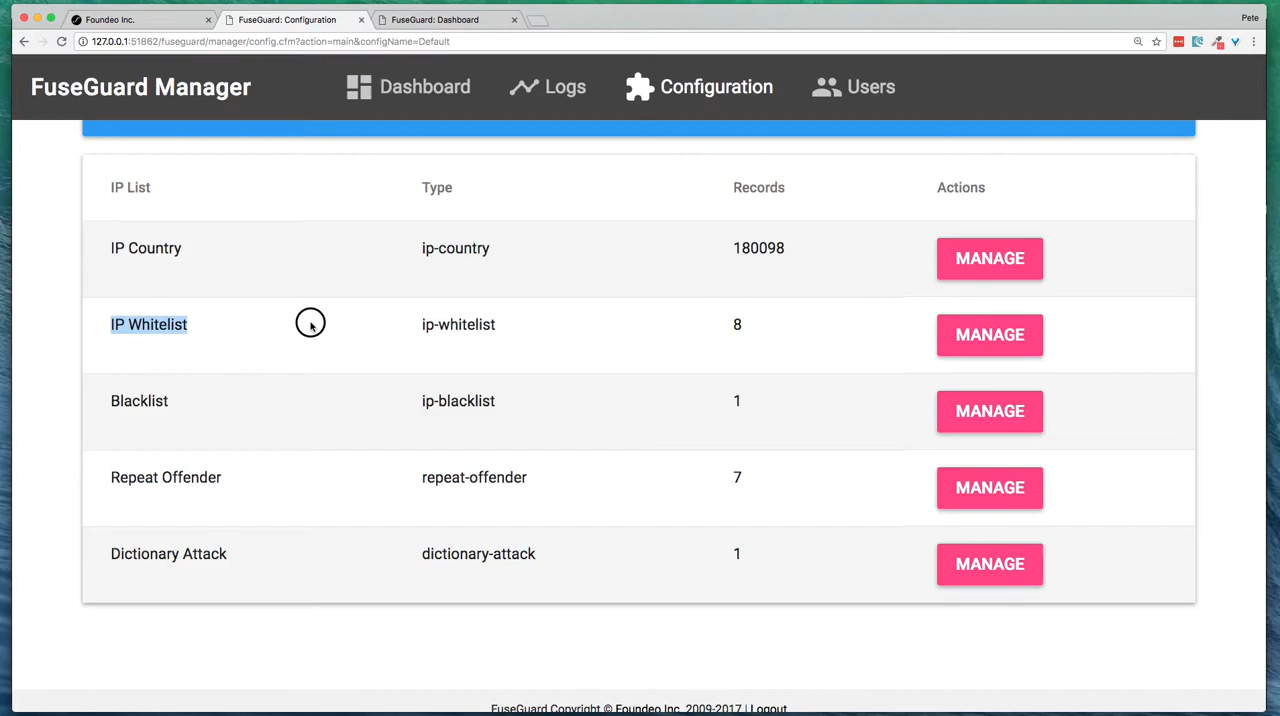 Foundeo Inc.
FuseGuard: Configuration
FuseGuard: Dashboard
Pete
127.0.0.1:51862/fuseguard/manager/config.cfm?action=main&configName=Default
FuseGuard Manager
Dashboard
Logs
Configuration
Users
IP List Type Records Actions
IP Country ip-country 180098 MANAGE
IP Whitelist ip-whitelist 8 MANAGE
Blacklist ip-blacklist 1 MANAGE
Repeat Offender repeat-offender 7 MANAGE
Dictionary Attack dictionary-attack 1 MANAGE
FuseGuard Copyright © Foundeo Inc. 2009-2017 | Logout